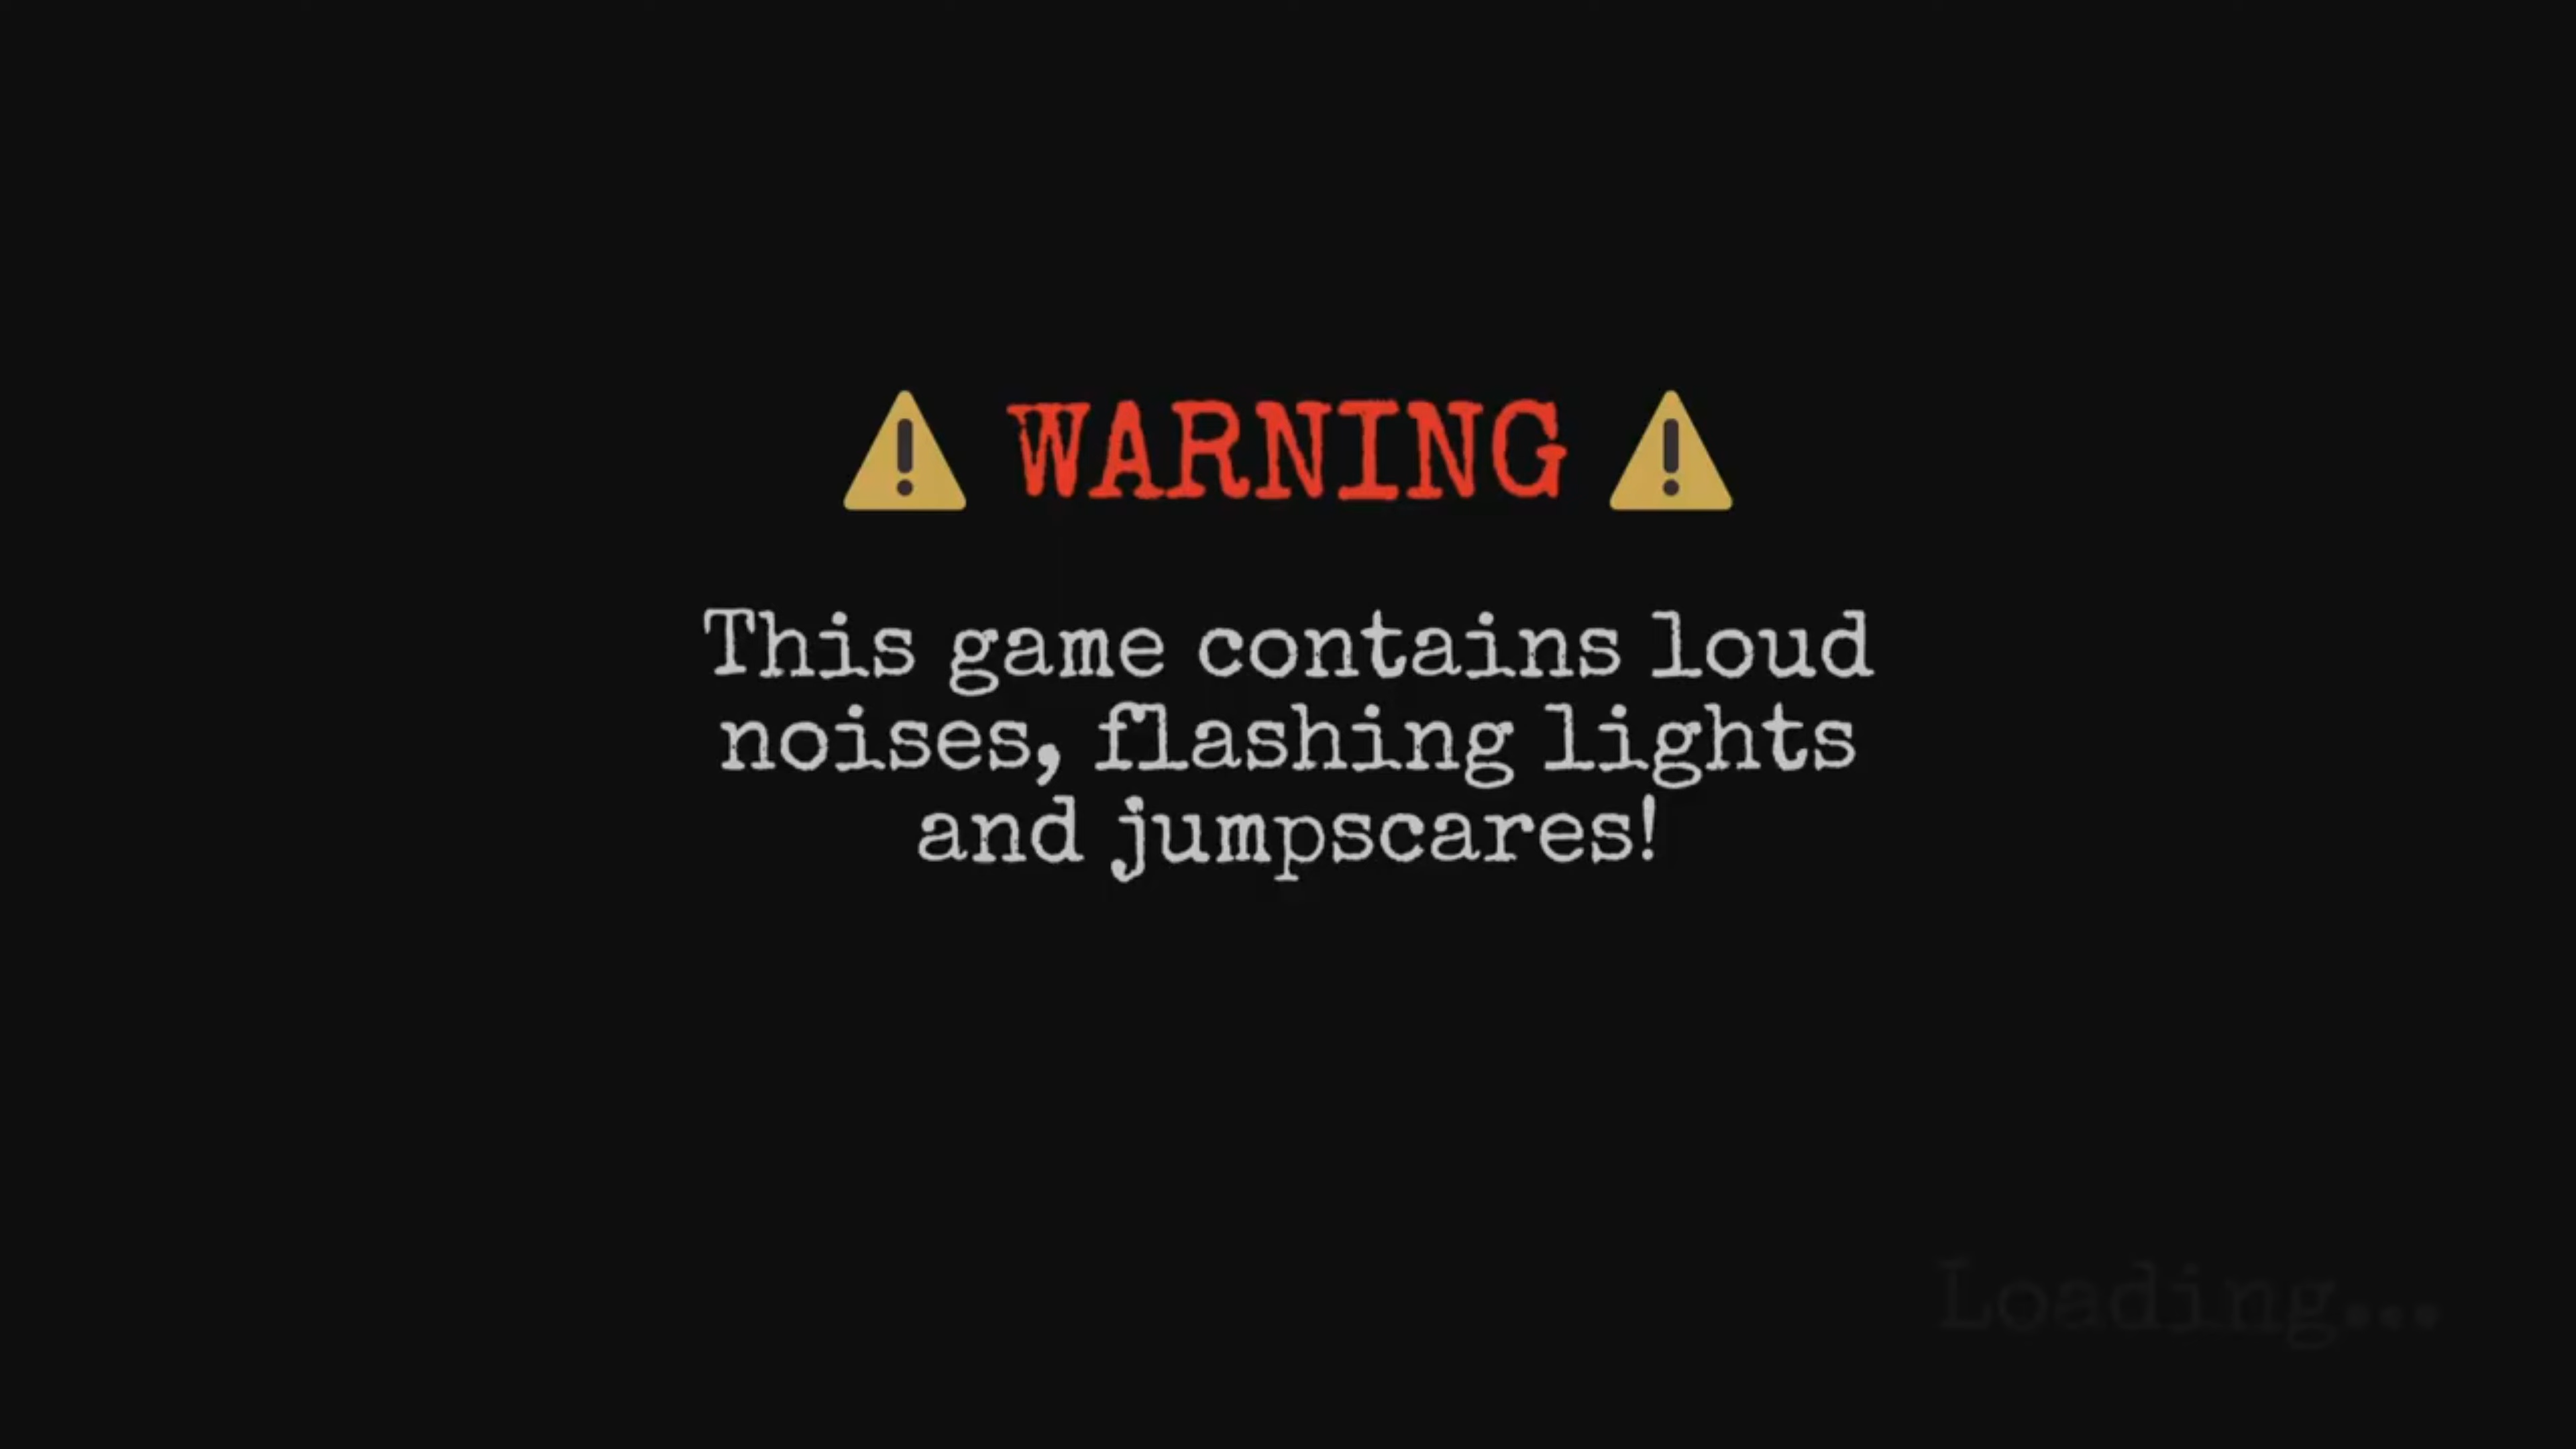 ⚠ WARNING ⚠
This game contains loud
noises, flashing lights
and jumpscares!
Loading...